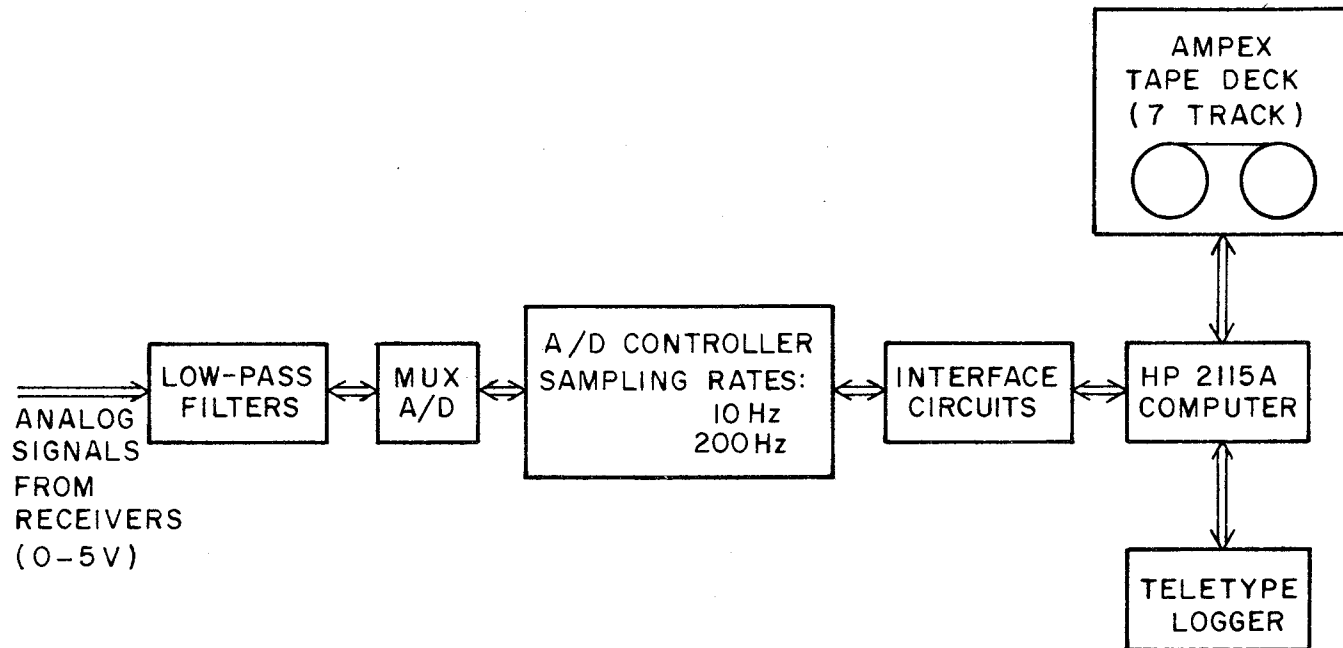 AMPEX
TAPE DECK
(7 TRACK)
ANALOG
SIGNALS
FROM
RECEIVERS
(0-5V)
LOW-PASS
FILTERS
MUX
A/D
A/D CONTROLLER
SAMPLING RATES:
10 Hz
200 Hz
INTERFACE
CIRCUITS
HP 2115A
COMPUTER
TELETYPE
LOGGER